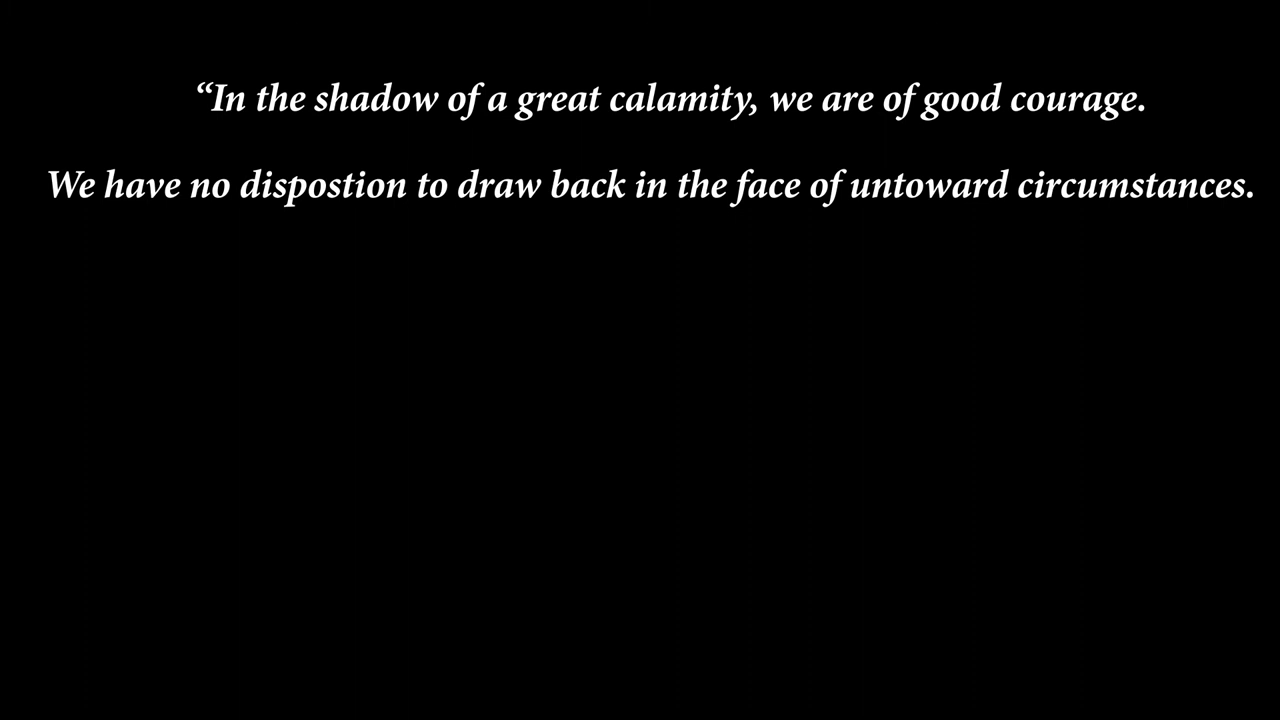 “In the shadow of a great calamity, we are of good courage.
We have no dispostion to draw back in the face of untoward circumstances.